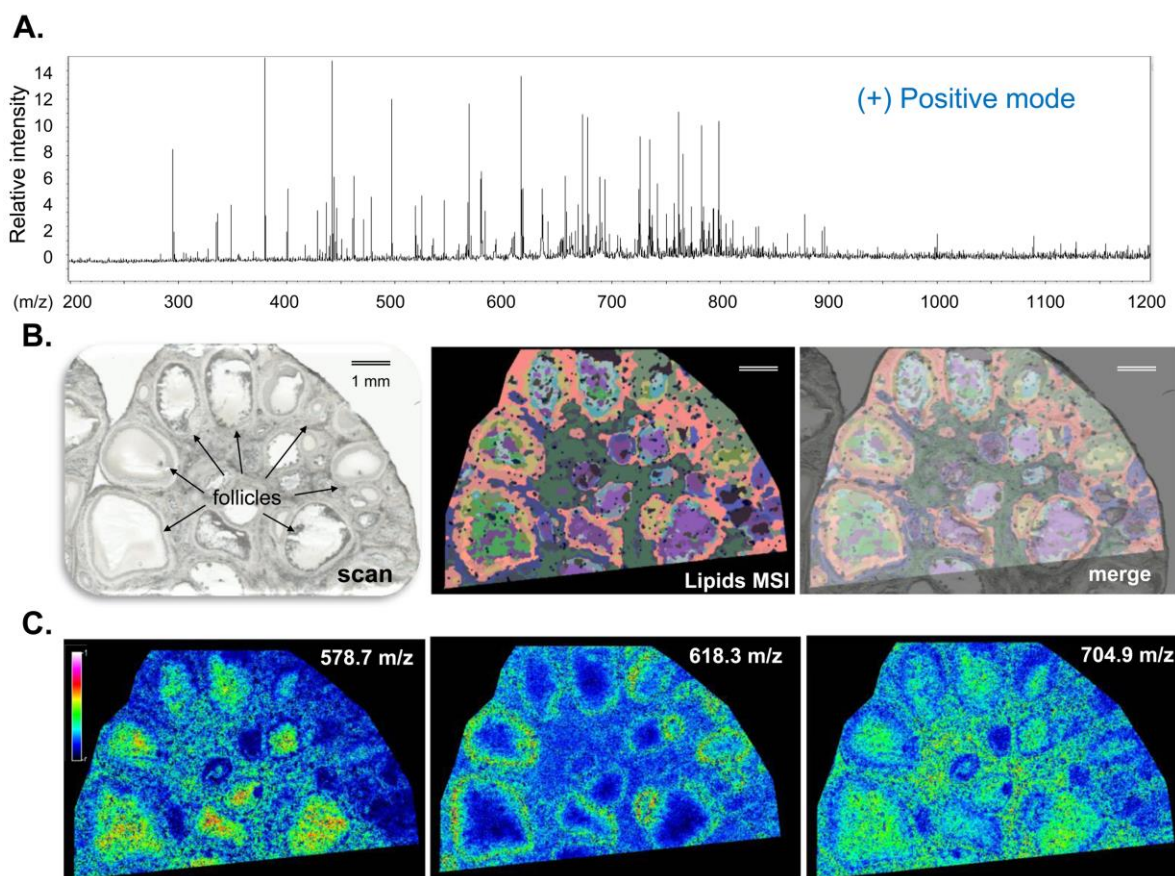 A.
(+) Positive mode
Relative intensity
14
12
10
8
6
4
2
0
(m/z) 200 300 400 500 600 700 800 900 1000 1100 1200
B.
1 mm
follicles
scan
Lipids MSI
merge
C.
578.7 m/z
618.3 m/z
704.9 m/z